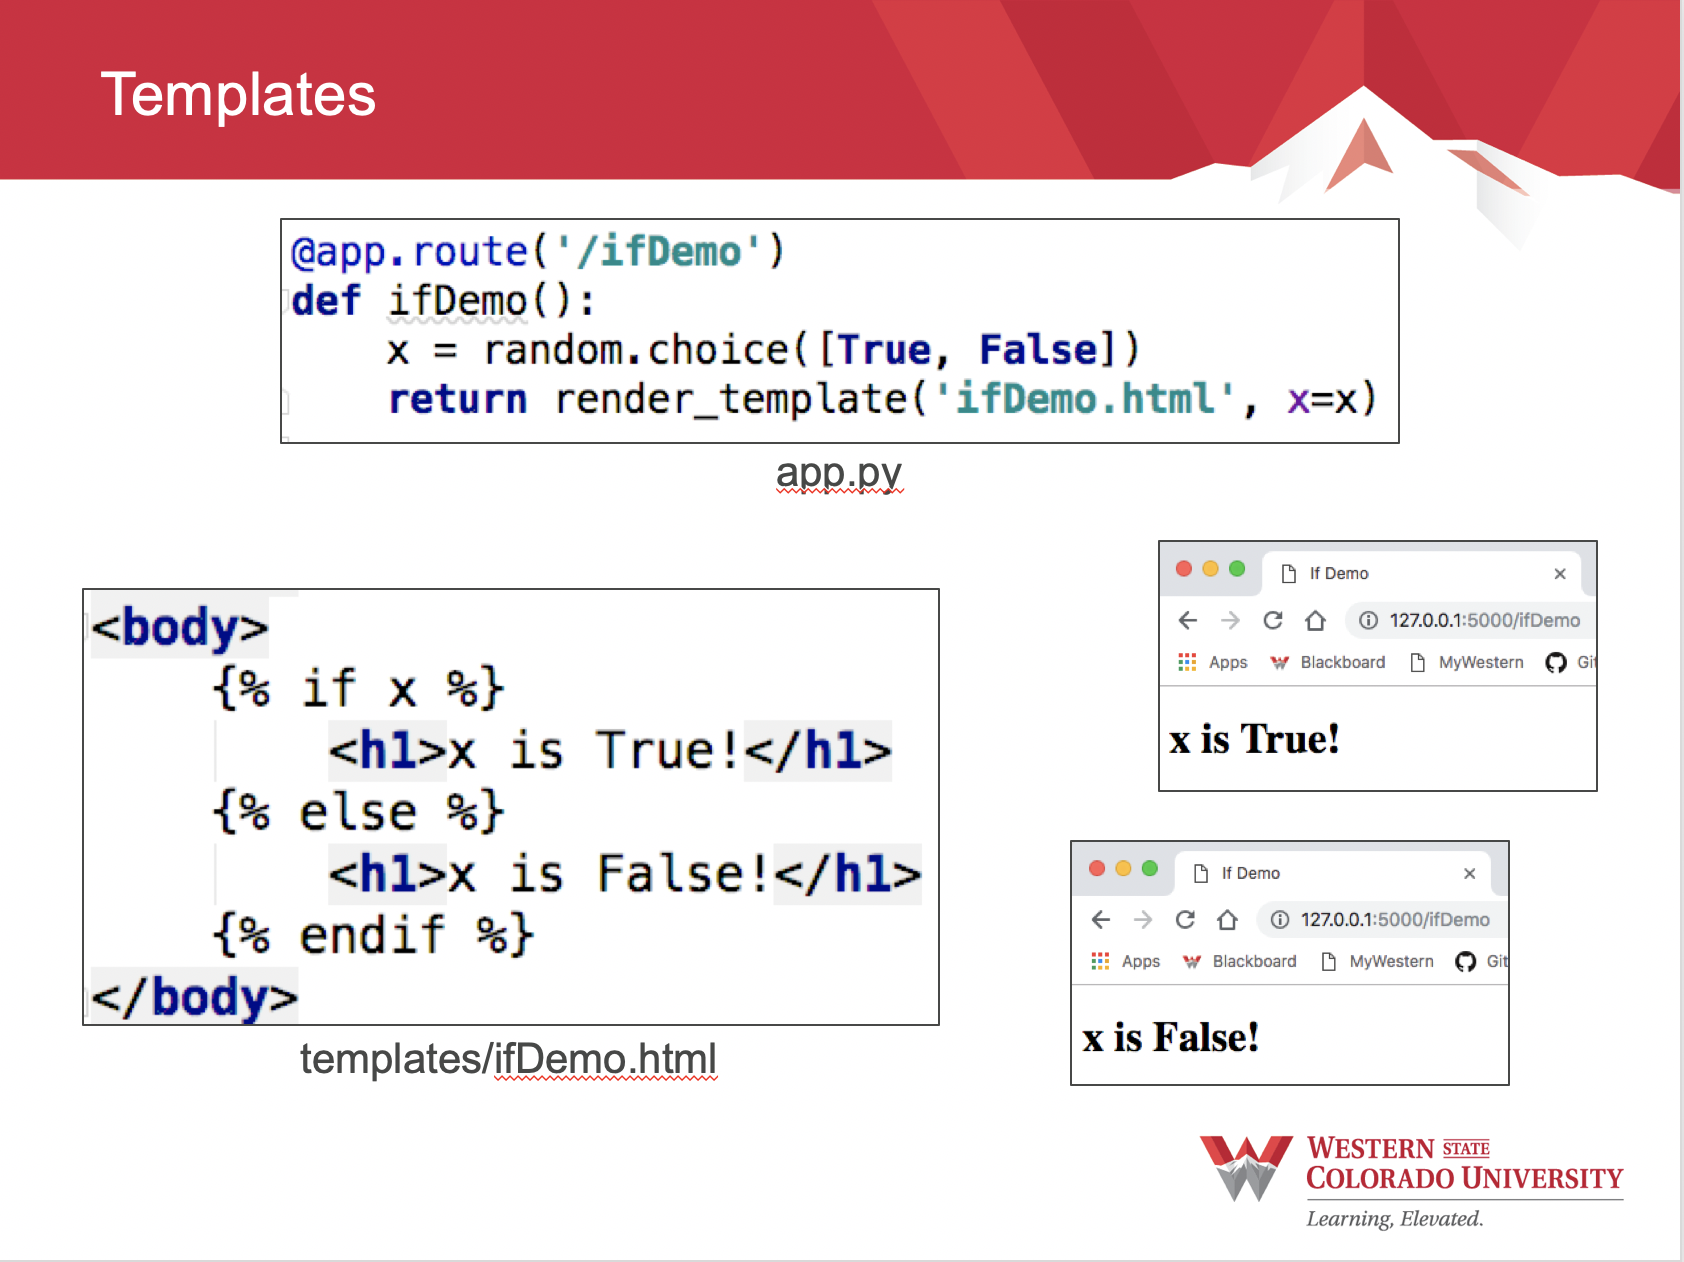 Templates
@app.route('/ifDemo')
def ifDemo():
    x = random.choice([True, False])
    return render_template('ifDemo.html', x=x)
app.py
<body>
    {% if x %}
        <h1>x is True!</h1>
    {% else %}
        <h1>x is False!</h1>
    {% endif %}
</body>
templates/ifDemo.html
If Demo
127.0.0.1:5000/ifDemo
Apps Blackboard MyWestern Git
x is True!
If Demo
127.0.0.1:5000/ifDemo
Apps Blackboard MyWestern Git
x is False!
WESTERN STATE
COLORADO UNIVERSITY
Learning, Elevated.